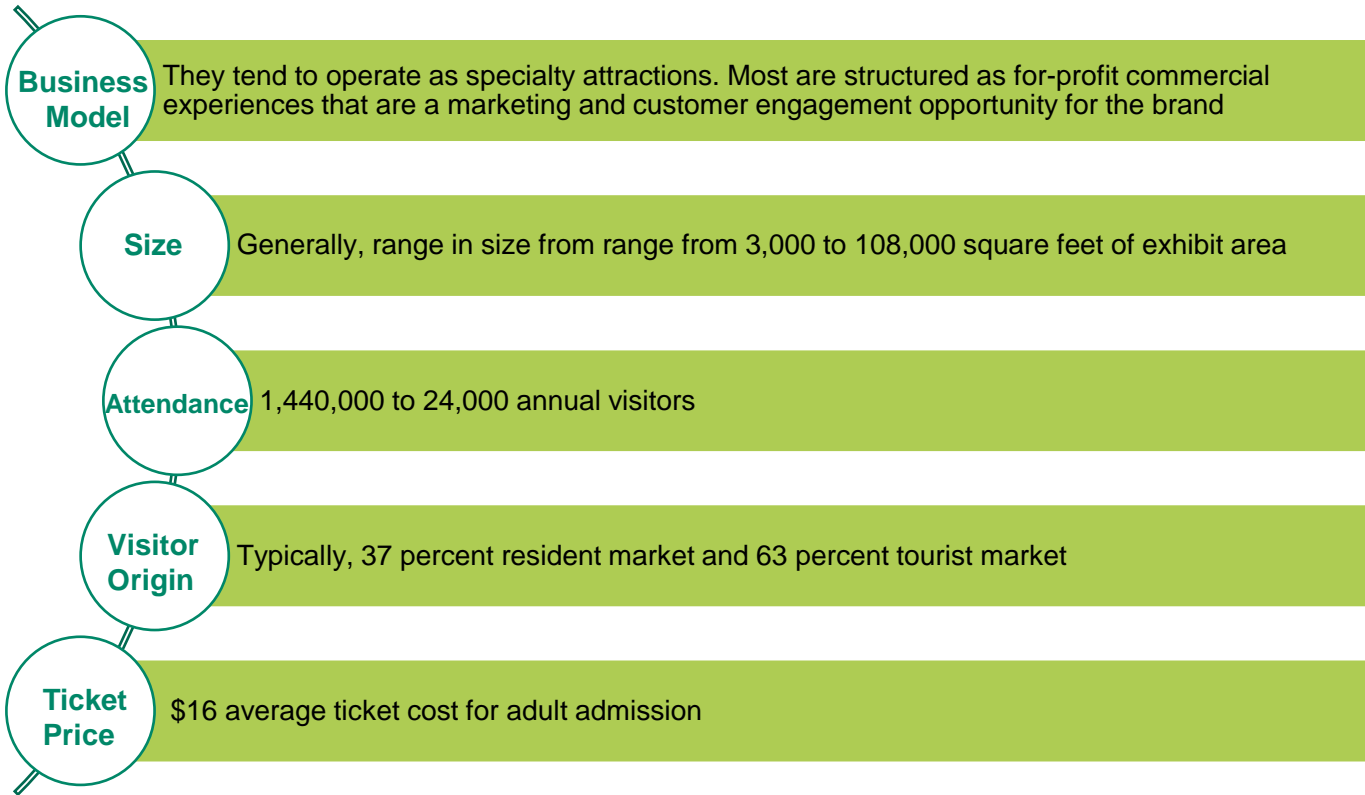 Business
Model
They tend to operate as specialty attractions. Most are structured as for-profit commercial
experiences that are a marketing and customer engagement opportunity for the brand
Size
Generally, range in size from range from 3,000 to 108,000 square feet of exhibit area
Attendance
1,440,000 to 24,000 annual visitors
Visitor
Origin
Typically, 37 percent resident market and 63 percent tourist market
Ticket
Price
$16 average ticket cost for adult admission